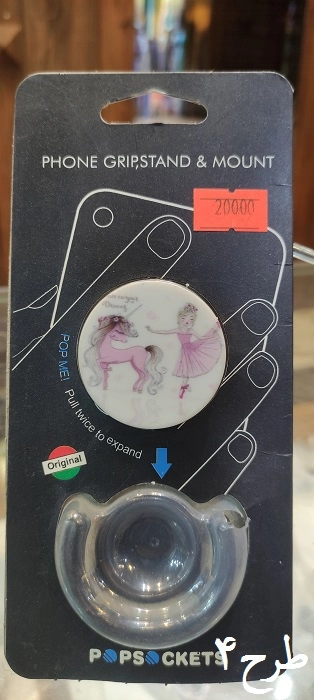 PHONE GRIP,STAND & MOUNT
20000
POP ME!
Pull twice to expand
Original
POPSOCKETS
طرح ۴